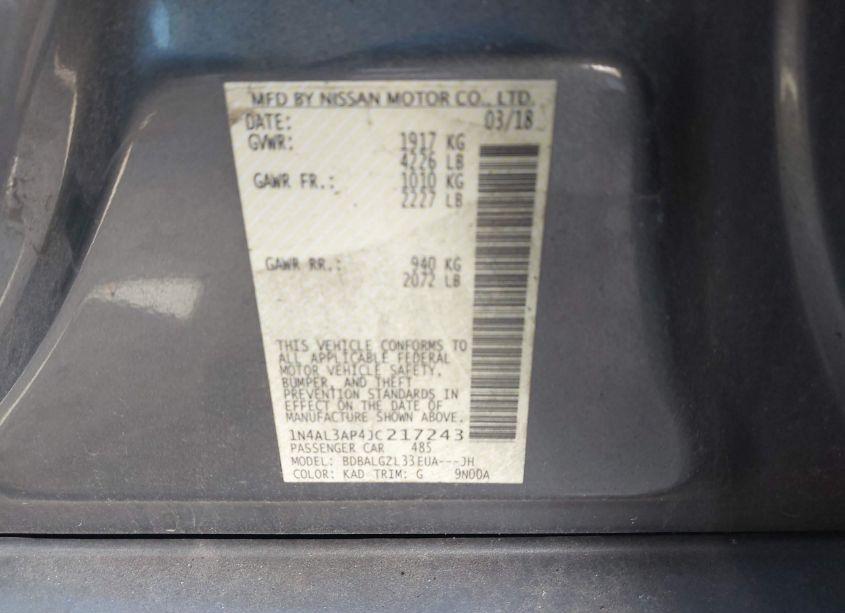 MFD BY NISSAN MOTOR CO., LTD.
DATE: 03/18
GVWR: 1917 KG
4226 LB
GAWR FR.: 1010 KG
2227 LB
GAWR RR.: 940 KG
2072 LB
THIS VEHICLE CONFORMS TO
ALL APPLICABLE FEDERAL
MOTOR VEHICLE SAFETY,
BUMPER, AND THEFT
PREVENTION STANDARDS IN
EFFECT ON THE DATE OF
MANUFACTURE SHOWN ABOVE.
1N4AL3AP4JC217243
PASSENGER CAR 485
MODEL: BDBALGZL33EUA---JH
COLOR: KAD TRIM: G 9N00A